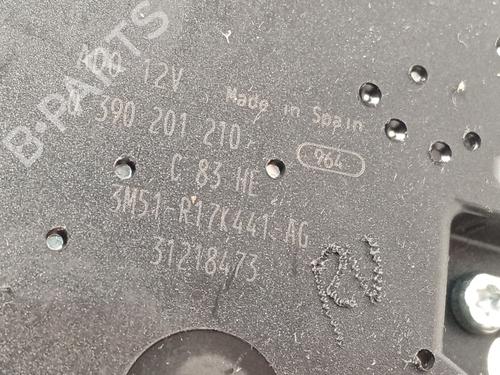 12V
Made in Spain
390 201 210
964
C 83 HE
3M51-R17K441-AG
31218473
B-PARTS